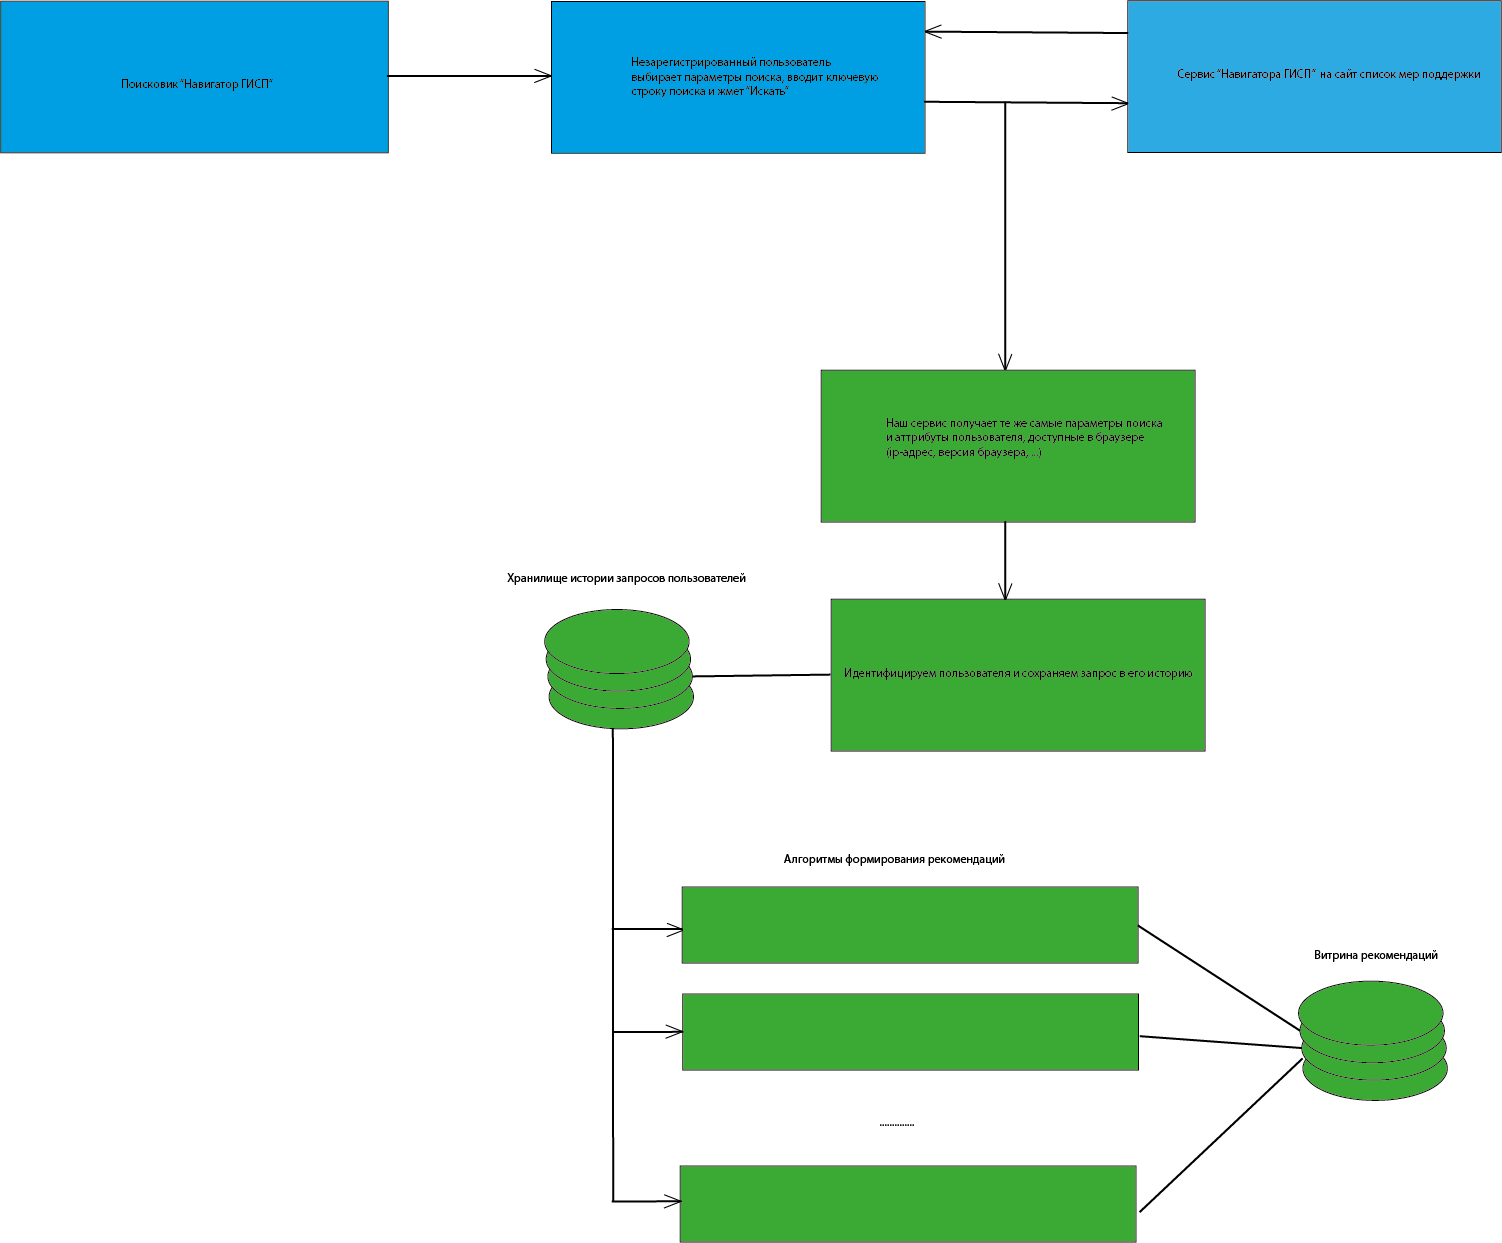 Поисковик “Навигатор ГИСП”
Незарегистрированный пользователь
выбирает параметры поиска, вводит ключевую
строку поиска и жмет “Искать”
Сервис “Навигатора ГИСП” на сайт список мер поддержки
Наш сервис получает те же самые параметры поиска
и аттрибуты пользователя, доступные в браузере
(ip-адрес, версия браузера, ...)
Хранилище истории запросов пользователей
Идентифицируем пользователя и сохраняем запрос в его историю
Алгоритмы формирования рекомендаций
Витрина рекомендаций
..............